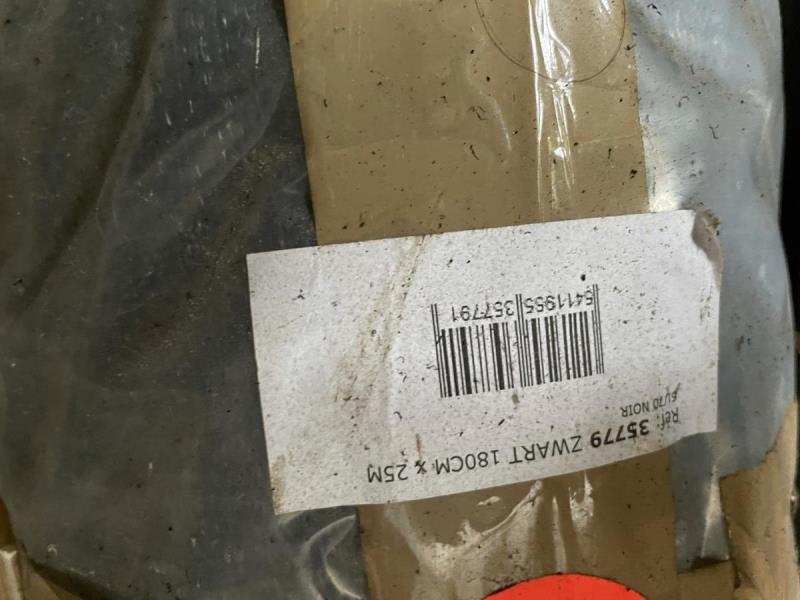 Ref: 35779 ZWART 180CM x 25M
NOIR
5411955 357791